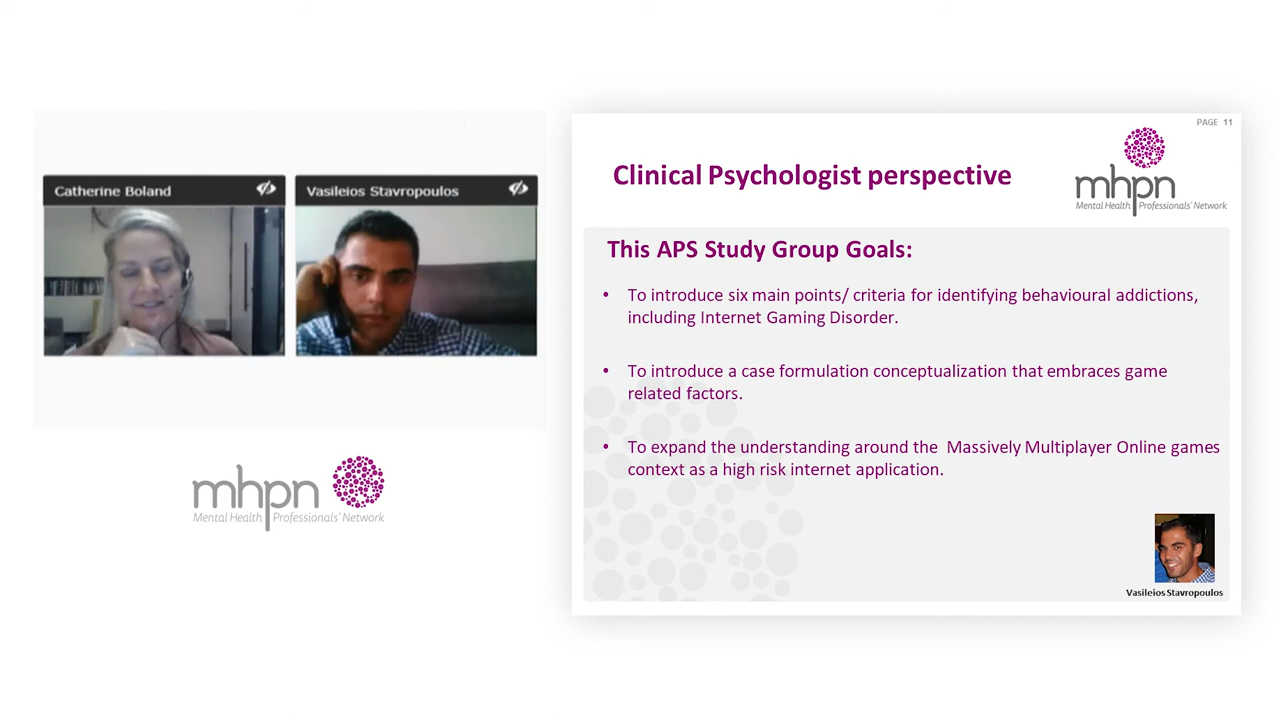 Catherine Boland
Vasileios Stavropoulos
mhpn
Mental Health Professionals' Network
PAGE 11
Clinical Psychologist perspective
mhpn
Mental Health Professionals' Network
This APS Study Group Goals:
• To introduce six main points/ criteria for identifying behavioural addictions,
including Internet Gaming Disorder.
• To introduce a case formulation conceptualization that embraces game
related factors.
• To expand the understanding around the Massively Multiplayer Online games
context as a high risk internet application.
Vasileios Stavropoulos